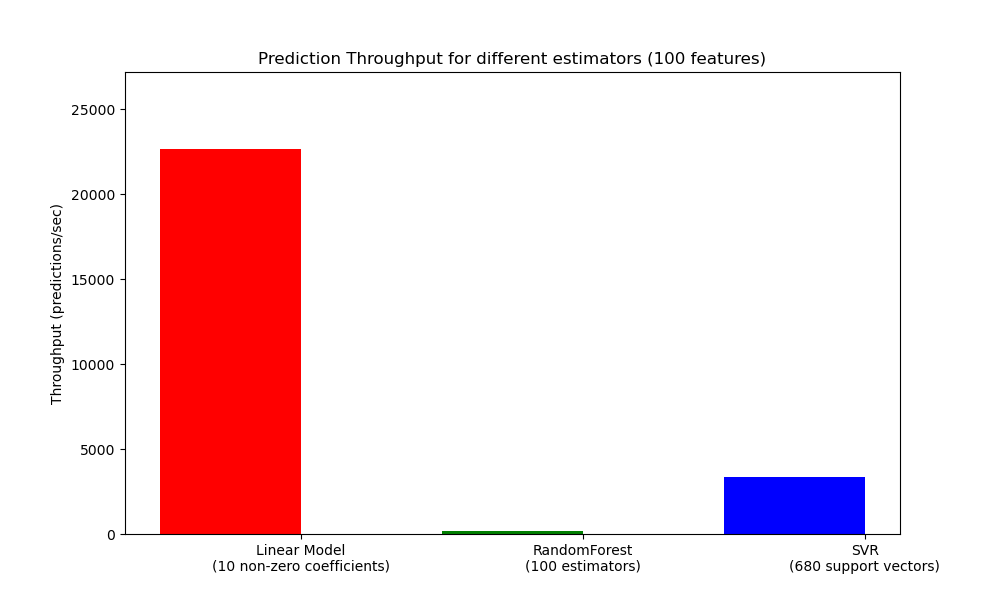 Prediction Throughput for different estimators (100 features)
Throughput (predictions/sec)
25000
20000
15000
10000
5000
0
Linear Model
(10 non-zero coefficients)
RandomForest
(100 estimators)
SVR
(680 support vectors)